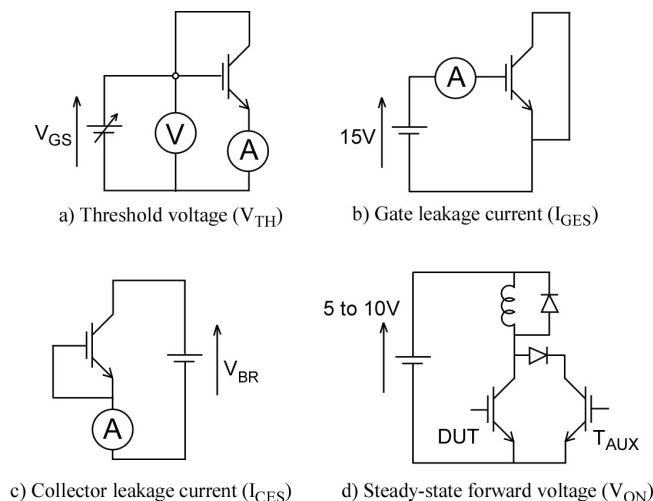 V_GS
V
A
a) Threshold voltage (V_TH)
A
15V
b) Gate leakage current (I_GES)
A
V_BR
c) Collector leakage current (I_CES)
5 to 10V
DUT
T_AUX
d) Steady-state forward voltage (V_ON)